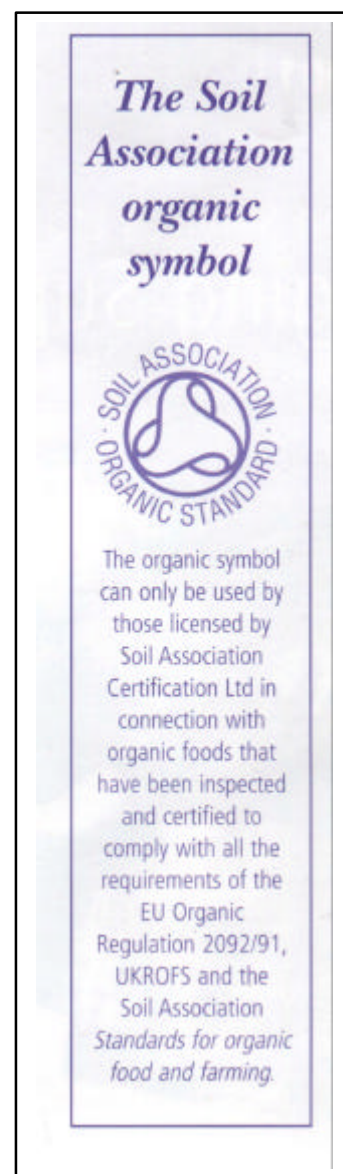 The Soil
Association
organic
symbol
· SOIL ASSOCIATION ·
ORGANIC STANDARD
The organic symbol
can only be used by
those licensed by
Soil Association
Certification Ltd in
connection with
organic foods that
have been inspected
and certified to
comply with all the
requirements of the
EU Organic
Regulation 2092/91,
UKROFS and the
Soil Association
Standards for organic
food and farming.